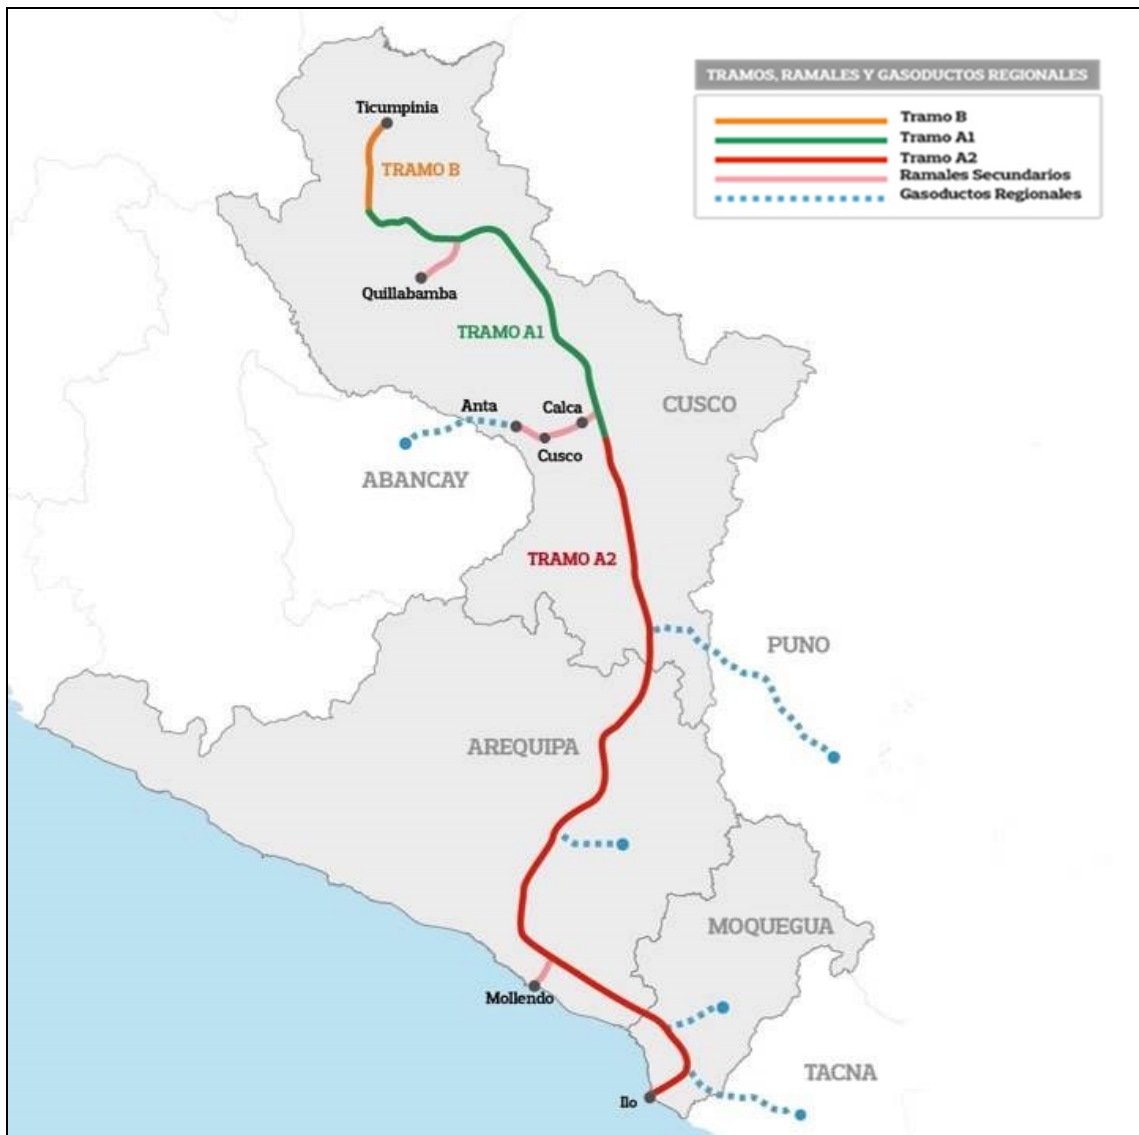 TRAMOS, RAMALES Y GASODUCTOS REGIONALES
Tramo B
Tramo A1
Tramo A2
Ramales Secundarios
Gasoductos Regionales
Ticumpinia
TRAMO B
Quillabamba
TRAMO A1
Anta
Calca
CUSCO
Cusco
ABANCAY
TRAMO A2
PUNO
AREQUIPA
MOQUEGUA
Mollendo
TACNA
Ilo